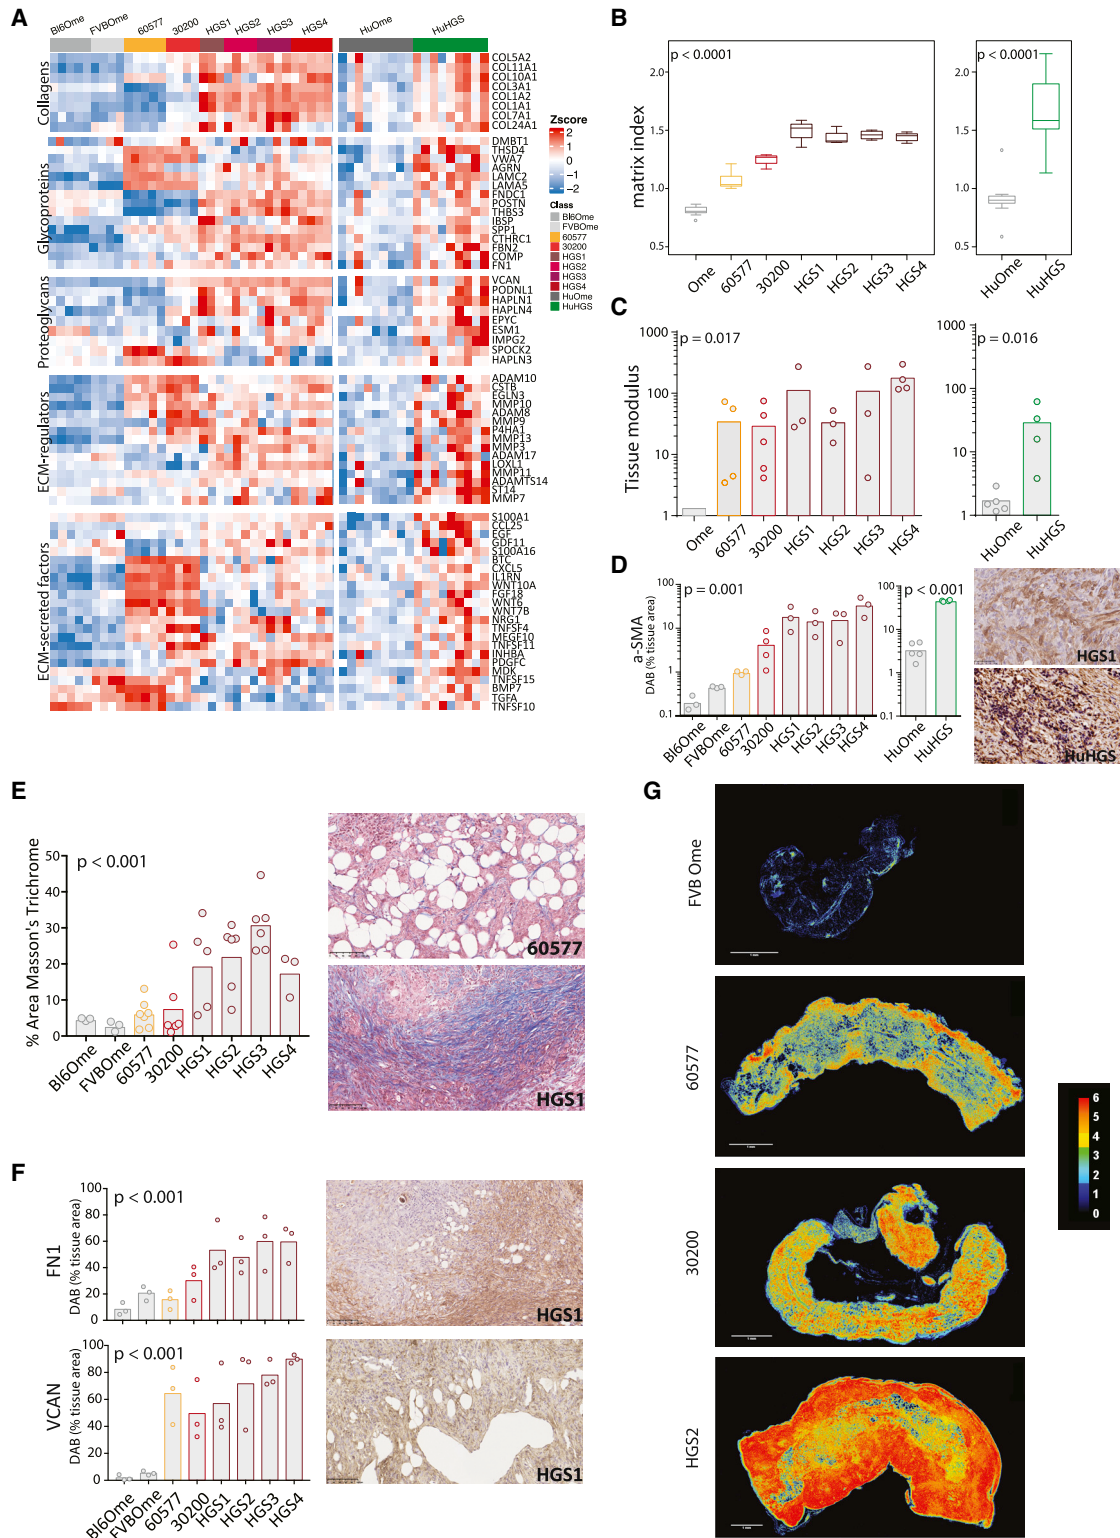 A
Bl6Ome FVBOme 60577 30200 HGS1 HGS2 HGS3 HGS4 HuOme HuHGS
Collagens
COL5A2
COL11A1
COL10A1
COL3A1
COL1A2
COL1A1
COL7A1
COL24A1
Glycoproteins
DMBT1
THSD4
VWA7
AGRN
LAMC2
LAMA5
FNDC1
POSTN
THBS3
IBSP
SPP1
CTHRC1
FBN2
COMP
FN1
Proteoglycans
VCAN
PODNL1
HAPLN1
HAPLN4
EPYC
ESM1
IMPG2
SPOCK2
HAPLN3
ECM-regulators
ADAM10
CSTB
EGLN3
MMP10
ADAM8
MMP9
P4HA1
MMP13
MMP3
ADAM17
LOXL1
MMP11
ADAMTS14
ST14
MMP7
ECM-secreted factors
S100A1
CCL25
EGF
GDF11
S100A16
BTC
CXCL5
IL1RN
WNT10A
FGF18
WNT6
WNT7B
NRG1
TNFSF4
MEGF10
TNFSF11
INHBA
PDGFC
MDK
TNFSF15
BMP7
TGFA
TNFSF10
Zscore
2
1
0
−1
−2
Class
Bl6Ome
FVBOme
60577
30200
HGS1
HGS2
HGS3
HGS4
HuOme
HuHGS
B
matrix index
p < 0.0001
2.0
1.5
1.0
0.5
Ome 60577 30200 HGS1 HGS2 HGS3 HGS4
p < 0.0001
2.0
1.5
1.0
0.5
HuOme HuHGS
C
Tissue modulus
p = 0.017
1000
100
10
1
Ome 60577 30200 HGS1 HGS2 HGS3 HGS4
p = 0.016
1000
100
10
1
HuOme HuHGS
D
a-SMA
DAB (% tissue area)
p = 0.001
100
10
1
0.1
Bl6Ome FVBOme 60577 30200 HGS1 HGS2 HGS3 HGS4
p < 0.001
100
10
1
0.1
HuOme HuHGS
HGS1
HuHGS
E
% Area Masson's Trichrome
p < 0.001
50
40
30
20
10
0
Bl6Ome FVBOme 60577 30200 HGS1 HGS2 HGS3 HGS4
60577
HGS1
F
FN1
DAB (% tissue area)
p < 0.001
100
80
60
40
20
0
HGS1
VCAN
DAB (% tissue area)
p < 0.001
100
80
60
40
20
0
Bl6Ome FVBOme 60577 30200 HGS1 HGS2 HGS3 HGS4
HGS1
G
FVB Ome
1 mm
60577
1 mm
30200
1 mm
HGS2
1 mm
6
5
4
3
2
1
0